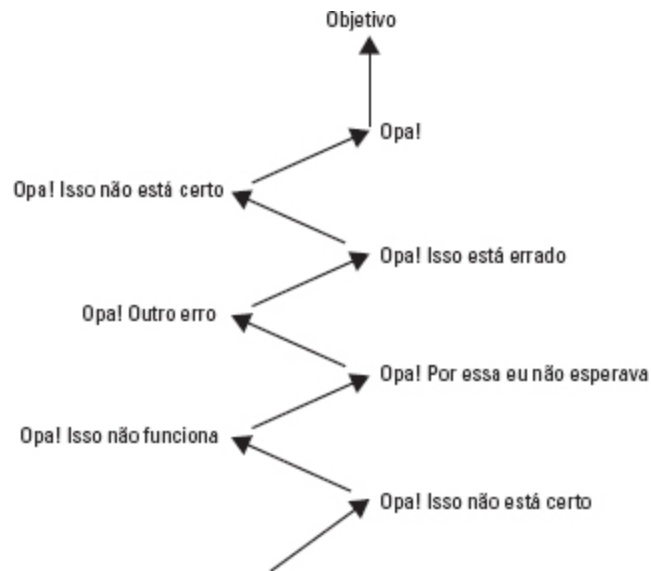 Objetivo
Opa!
Opa! Isso não está certo
Opa! Isso está errado
Opa! Outro erro
Opa! Por essa eu não esperava
Opa! Isso não funciona
Opa! Isso não está certo